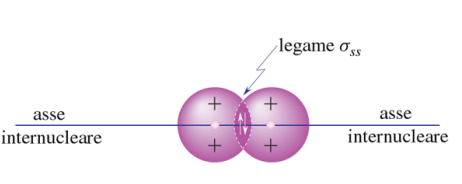 legame σss
+ +
asse
internucleare
asse
internucleare
+ +